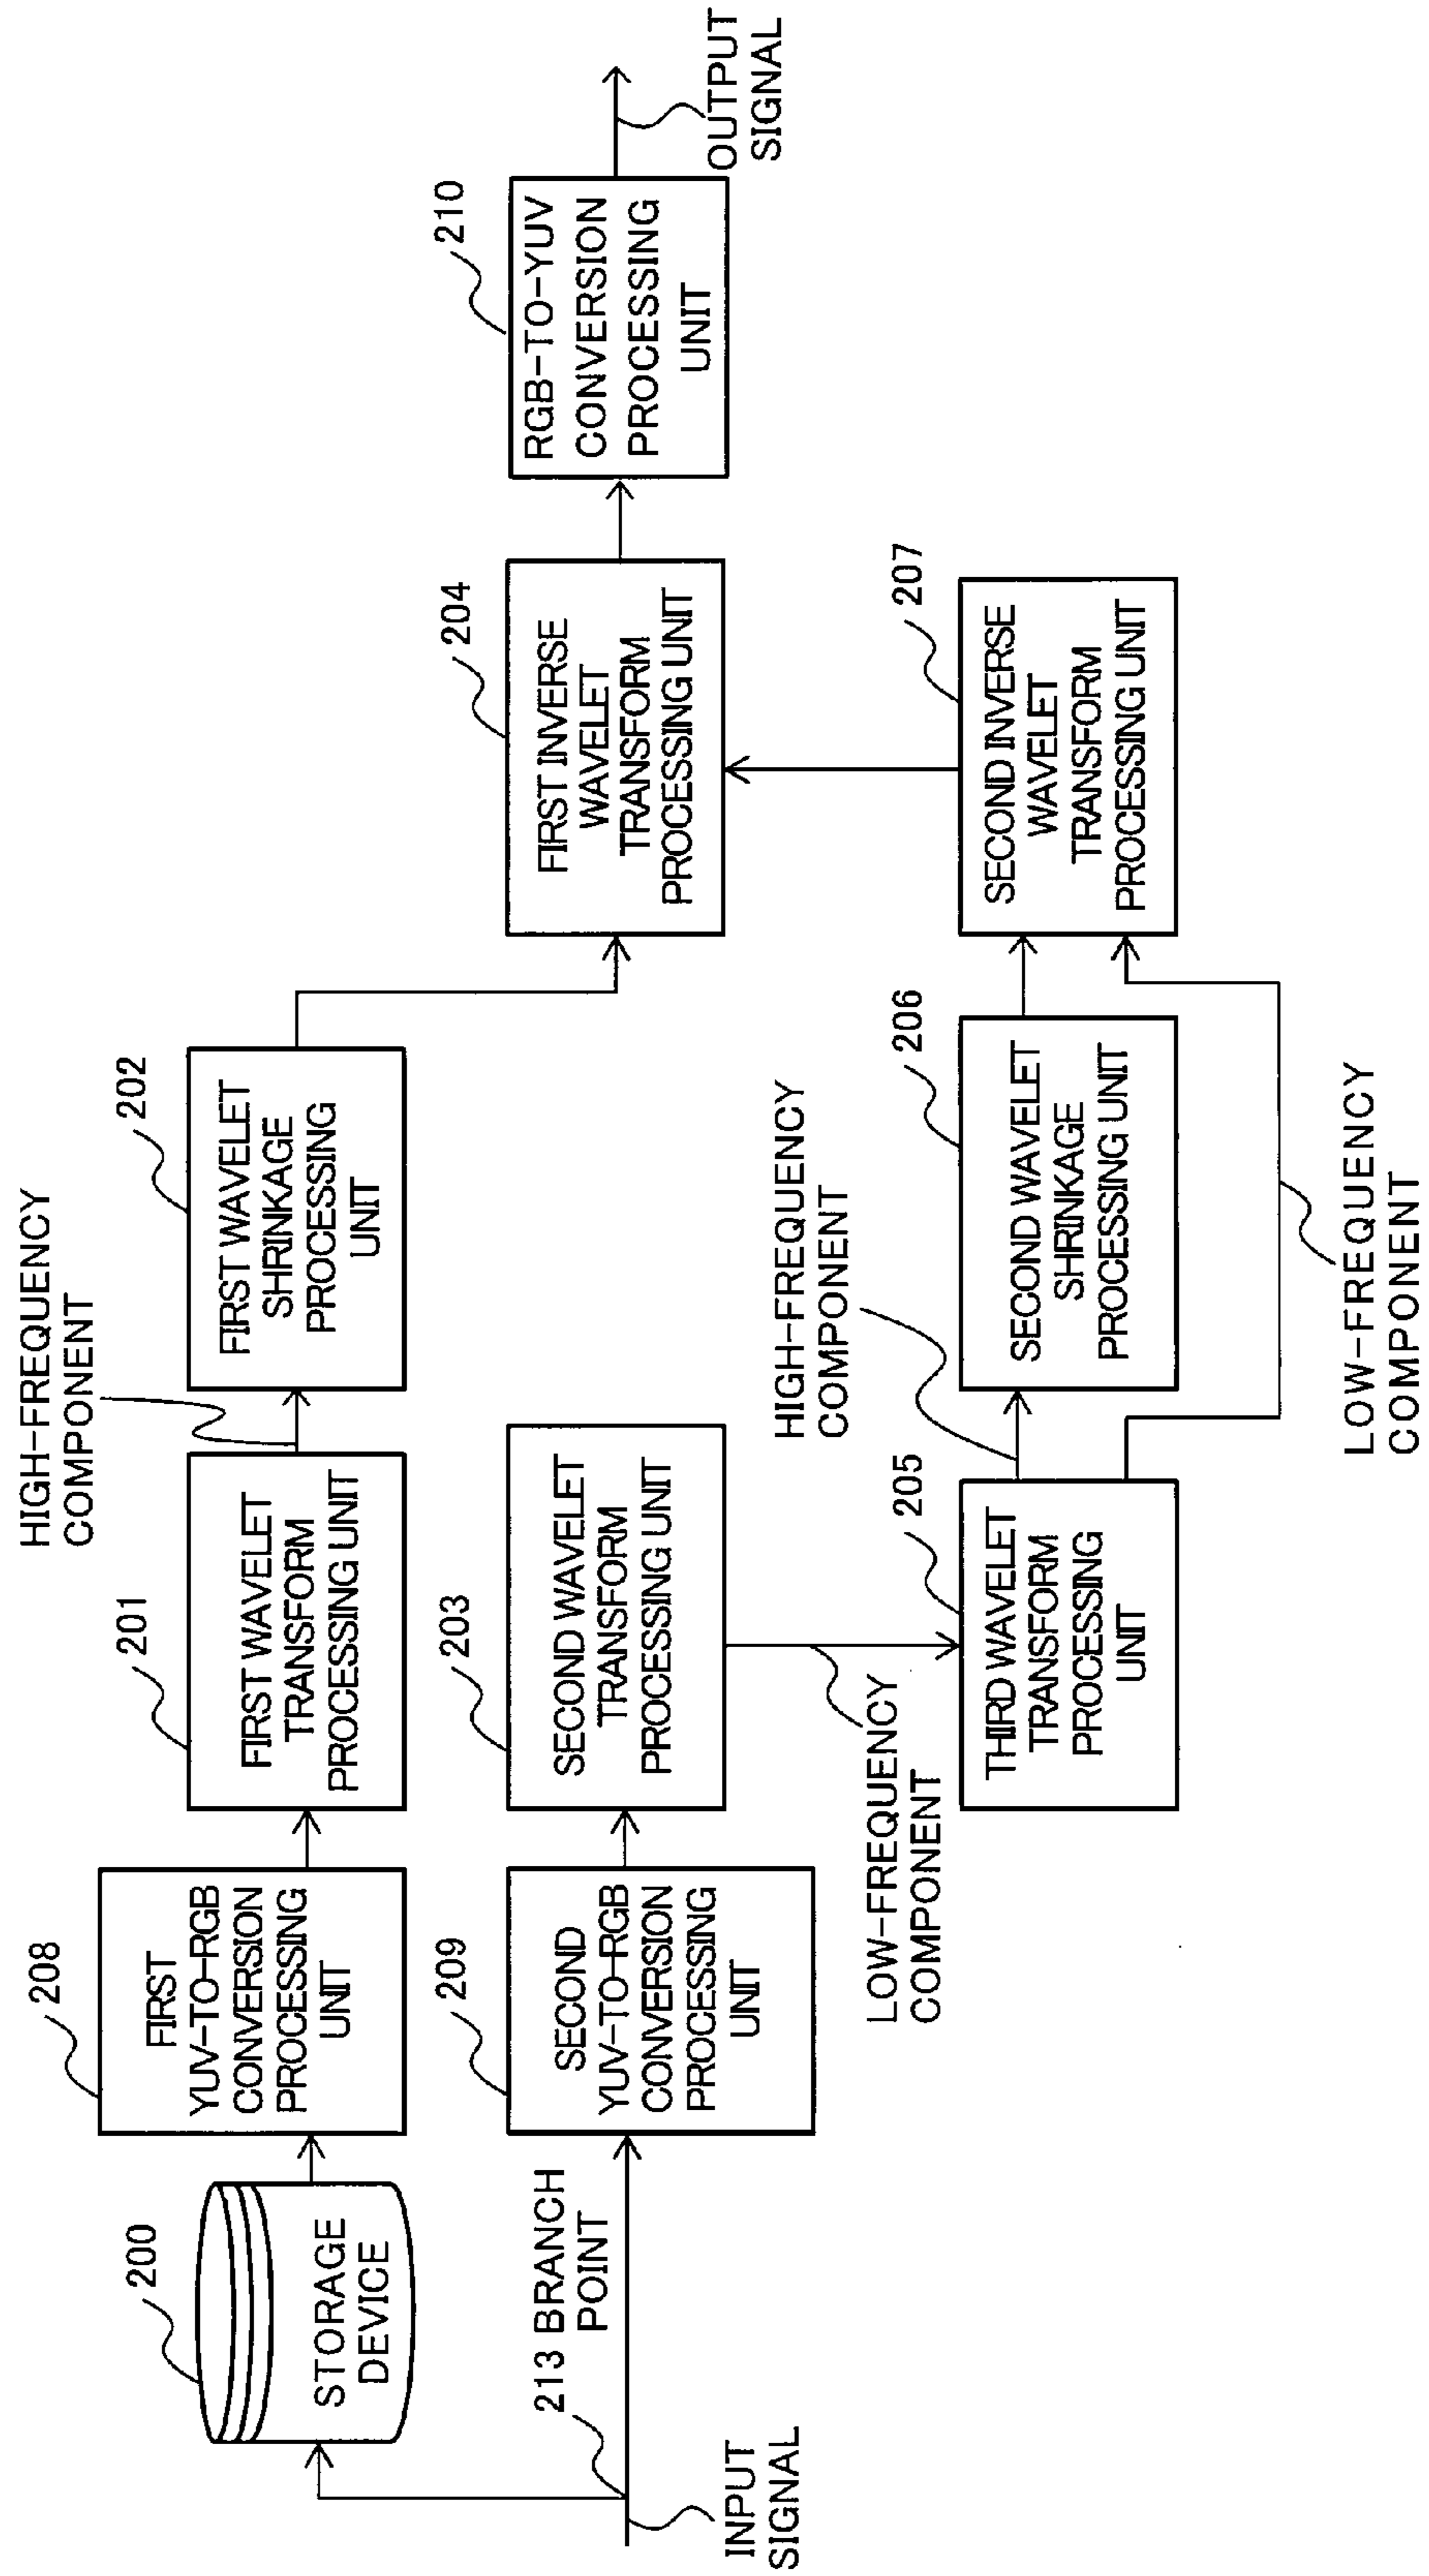 HIGH-FREQUENCY
COMPONENT
200
STORAGE
DEVICE
208
FIRST
YUV-TO-RGB
CONVERSION
PROCESSING
UNIT
201
FIRST WAVELET
TRANSFORM
PROCESSING UNIT
202
FIRST WAVELET
SHRINKAGE
PROCESSING
UNIT
INPUT
SIGNAL
213 BRANCH
POINT
209
SECOND
YUV-TO-RGB
CONVERSION
PROCESSING
UNIT
203
SECOND WAVELET
TRANSFORM
PROCESSING UNIT
204
FIRST INVERSE
WAVELET
TRANSFORM
PROCESSING UNIT
210
RGB-TO-YUV
CONVERSION
PROCESSING
UNIT
OUTPUT
SIGNAL
LOW-FREQUENCY
COMPONENT
HIGH-FREQUENCY
COMPONENT
205
THIRD WAVELET
TRANSFORM
PROCESSING
UNIT
206
SECOND WAVELET
SHRINKAGE
PROCESSING UNIT
207
SECOND INVERSE
WAVELET
TRANSFORM
PROCESSING UNIT
LOW-FREQUENCY
COMPONENT